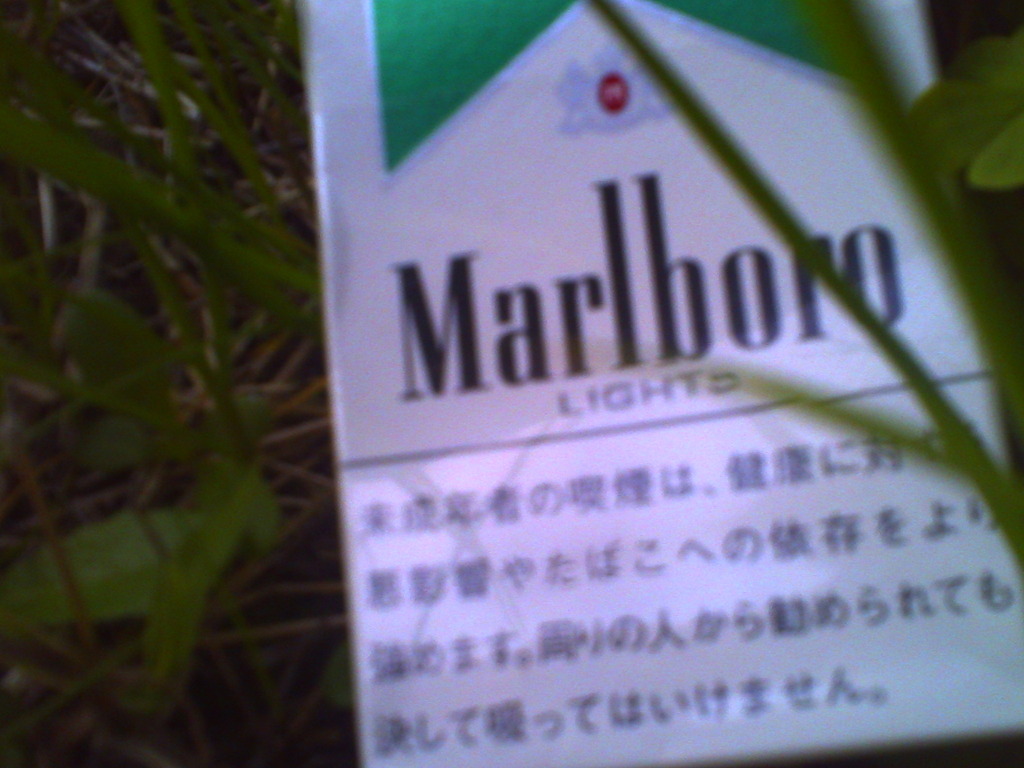 Marlboro
LIGHTS
未成年者の喫煙は、健康に対
悪影響やたばこへの依存をより
強めます。周りの人から勧められても
決して吸ってはいけません。